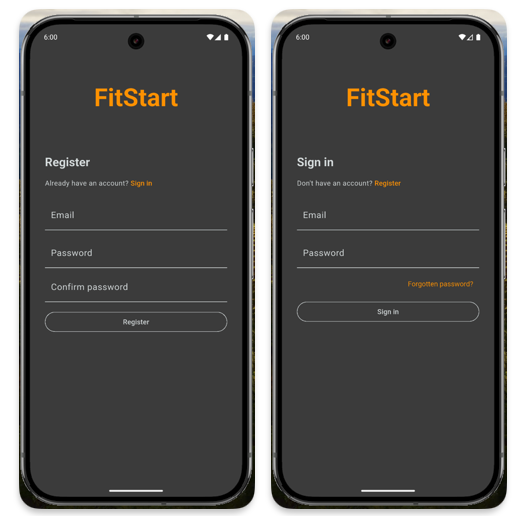 6:00
FitStart
Register
Already have an account? Sign in
Email
Password
Confirm password
Register
6:00
FitStart
Sign in
Don't have an account? Register
Email
Password
Forgotten password?
Sign in